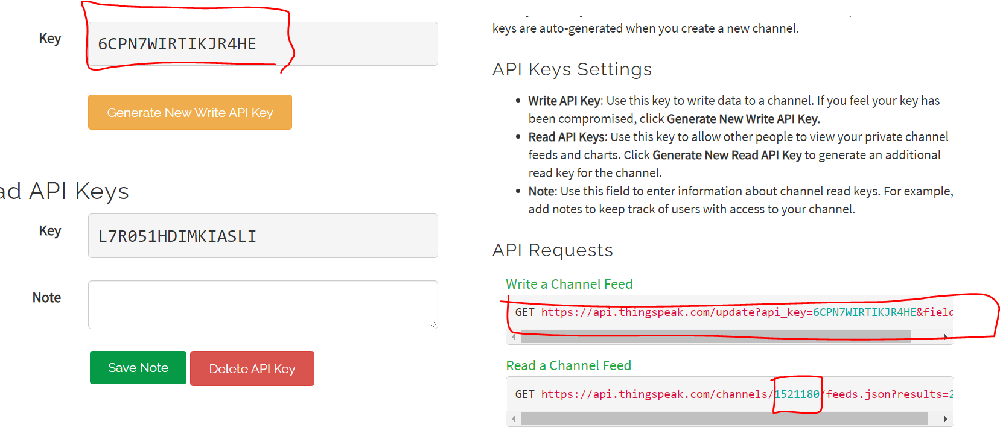 Key
6CPN7WIRTIKJR4HE
Generate New Write API Key
ad API Keys
Key
L7R051HDIMKIASLI
Note
Save Note
Delete API Key
keys are auto-generated when you create a new channel.
API Keys Settings
Write API Key: Use this key to write data to a channel. If you feel your key has
been compromised, click Generate New Write API Key.
Read API Keys: Use this key to allow other people to view your private channel
feeds and charts. Click Generate New Read API Key to generate an additional
read key for the channel.
Note: Use this field to enter information about channel read keys. For example,
add notes to keep track of users with access to your channel.
API Requests
Write a Channel Feed
GET https://api.thingspeak.com/update?api_key=6CPN7WIRTIKJR4HE&field
Read a Channel Feed
GET https://api.thingspeak.com/channels/1521180/feeds.json?results=2